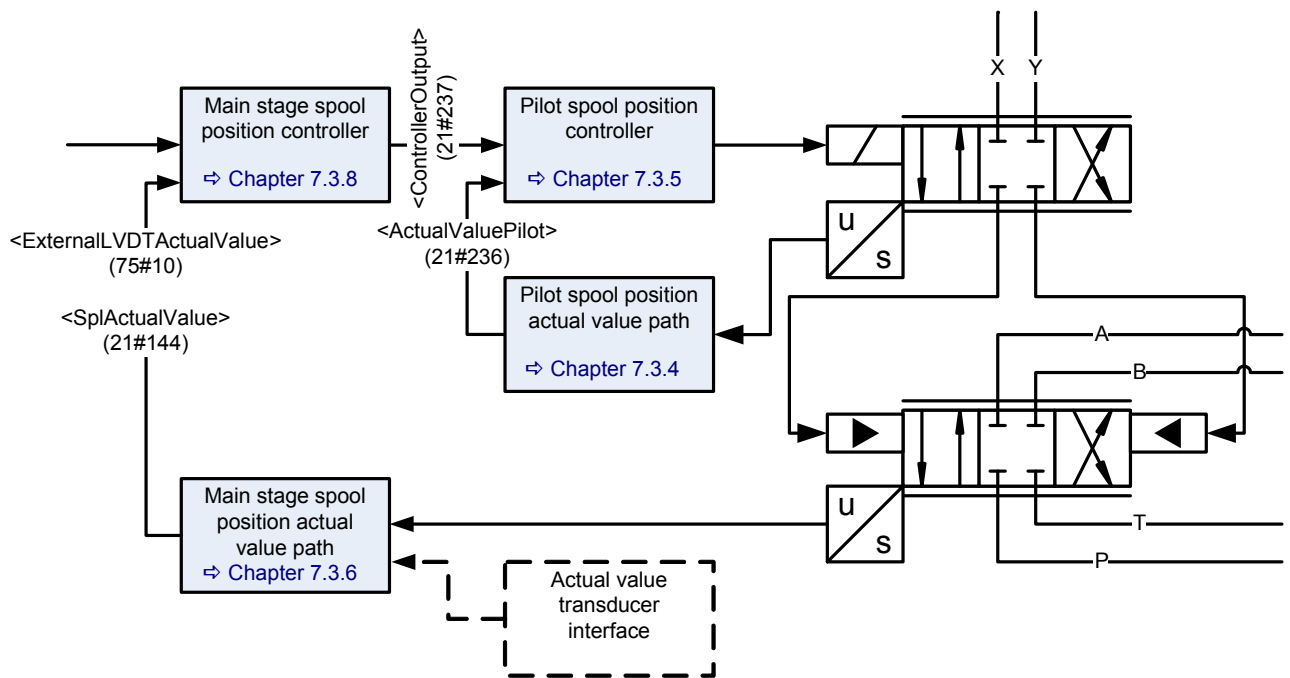 X
Y
Main stage spool
position controller
⇨ Chapter 7.3.8
<ControllerOutput>
(21#237)
Pilot spool position
controller
⇨ Chapter 7.3.5
<ExternalLVDTActualValue>
(75#10)
<ActualValuePilot>
(21#236)
u
s
Pilot spool position
actual value path
⇨ Chapter 7.3.4
<SplActualValue>
(21#144)
A
B
Main stage spool
position actual
value path
⇨ Chapter 7.3.6
u
s
T
P
Actual value
transducer
interface